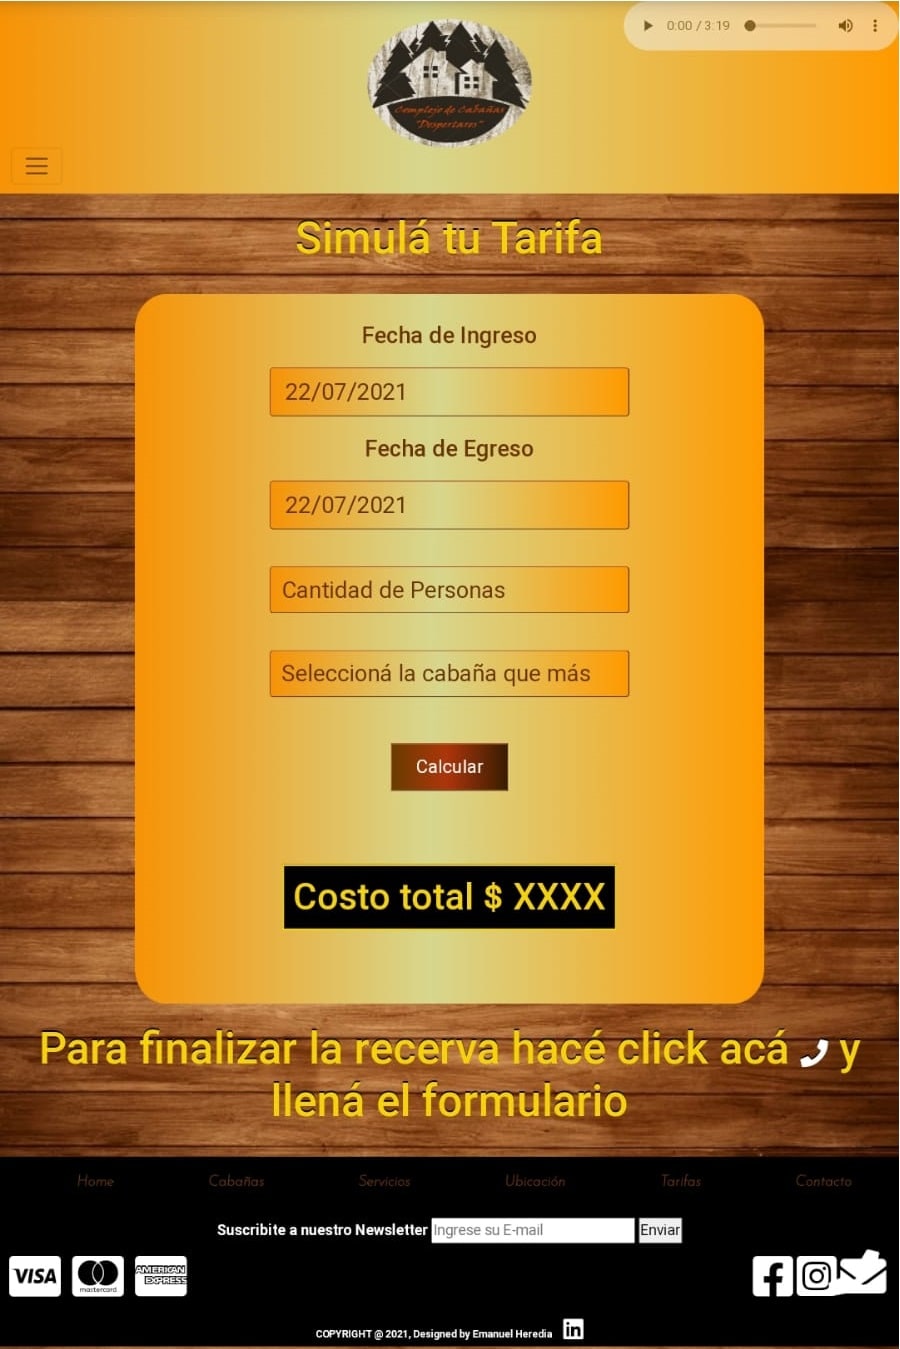 0:00 / 3:19
Complejo de Cabañas
"Despertares"
Simulá tu Tarifa
Fecha de Ingreso
22/07/2021
Fecha de Egreso
22/07/2021
Cantidad de Personas
Seleccioná la cabaña que más
Calcular
Costo total $ XXXX
Para finalizar la recerva hacé click acá y
llená el formulario
Home Cabañas Servicios Ubicación Tarifas Contacto
Suscribite a nuestro Newsletter Ingrese su E-mail Enviar
VISA mastercard AMERICAN EXPRESS
COPYRIGHT @ 2021, Designed by Emanuel Heredia in